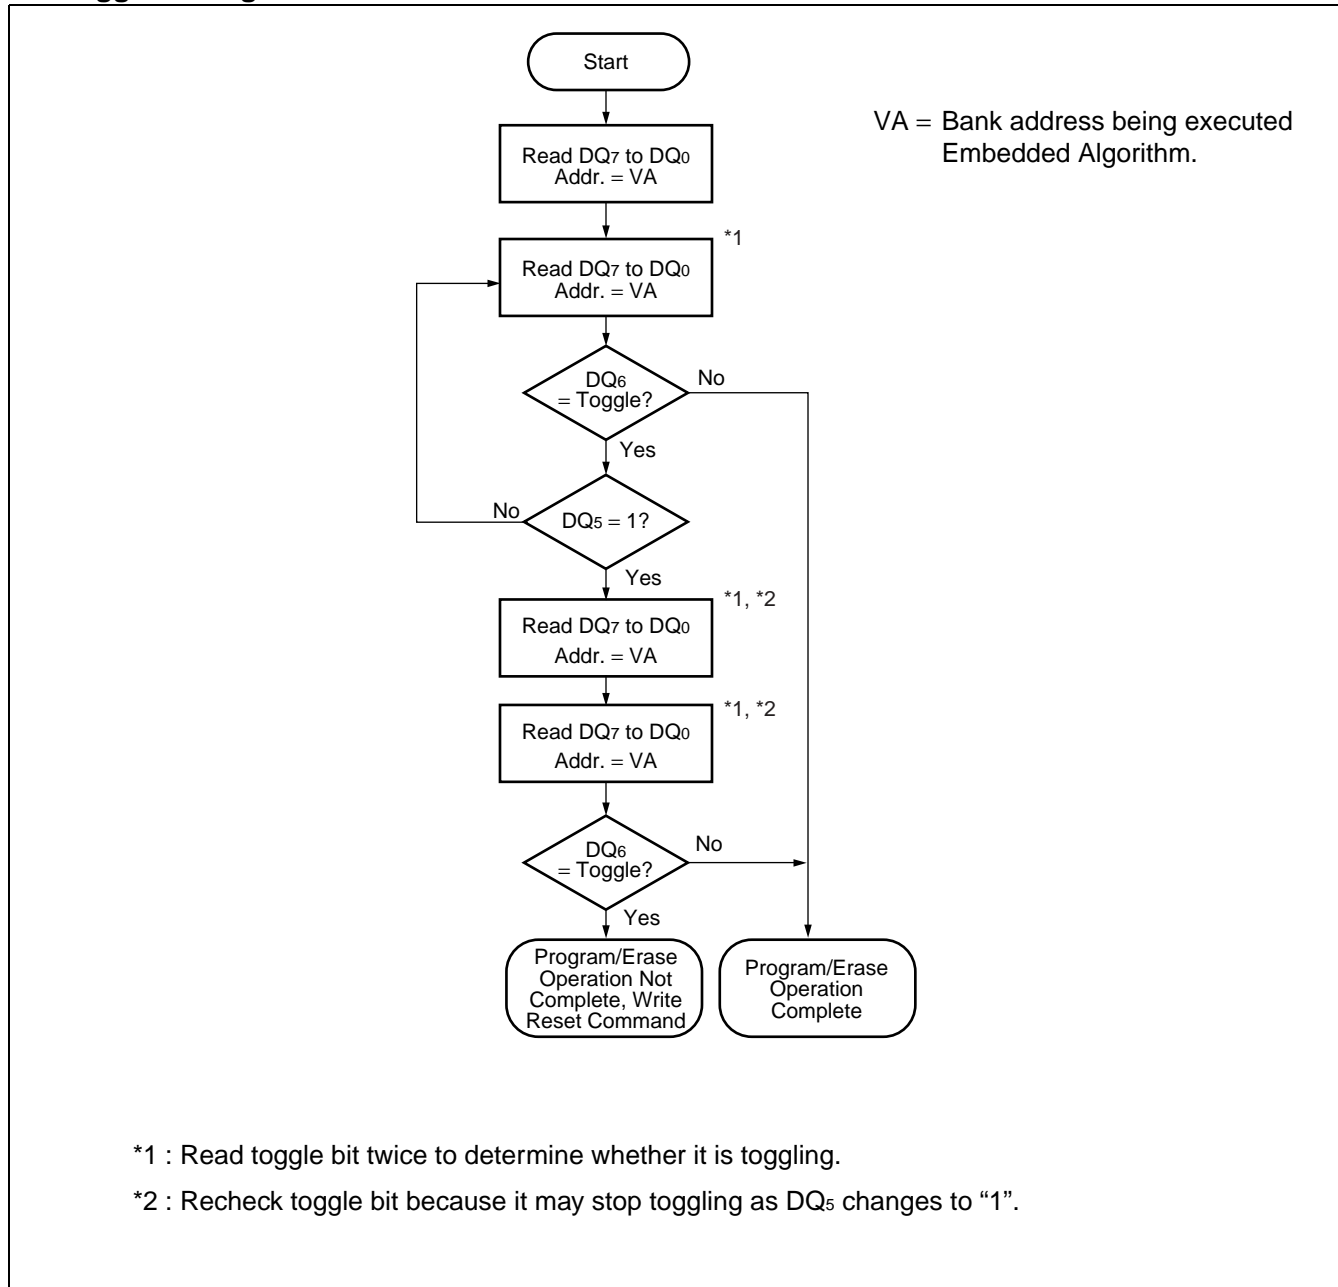 Start
VA = Bank address being executed
Embedded Algorithm.
Read DQ7 to DQ0
Addr. = VA
*1
Read DQ7 to DQ0
Addr. = VA
DQ6
= Toggle?
No
Yes
No
DQ5 = 1?
Yes
*1, *2
Read DQ7 to DQ0
Addr. = VA
*1, *2
Read DQ7 to DQ0
Addr. = VA
DQ6
= Toggle?
No
Yes
Program/Erase
Operation Not
Complete, Write
Reset Command
Program/Erase
Operation
Complete
*1 : Read toggle bit twice to determine whether it is toggling.
*2 : Recheck toggle bit because it may stop toggling as DQ5 changes to “1”.